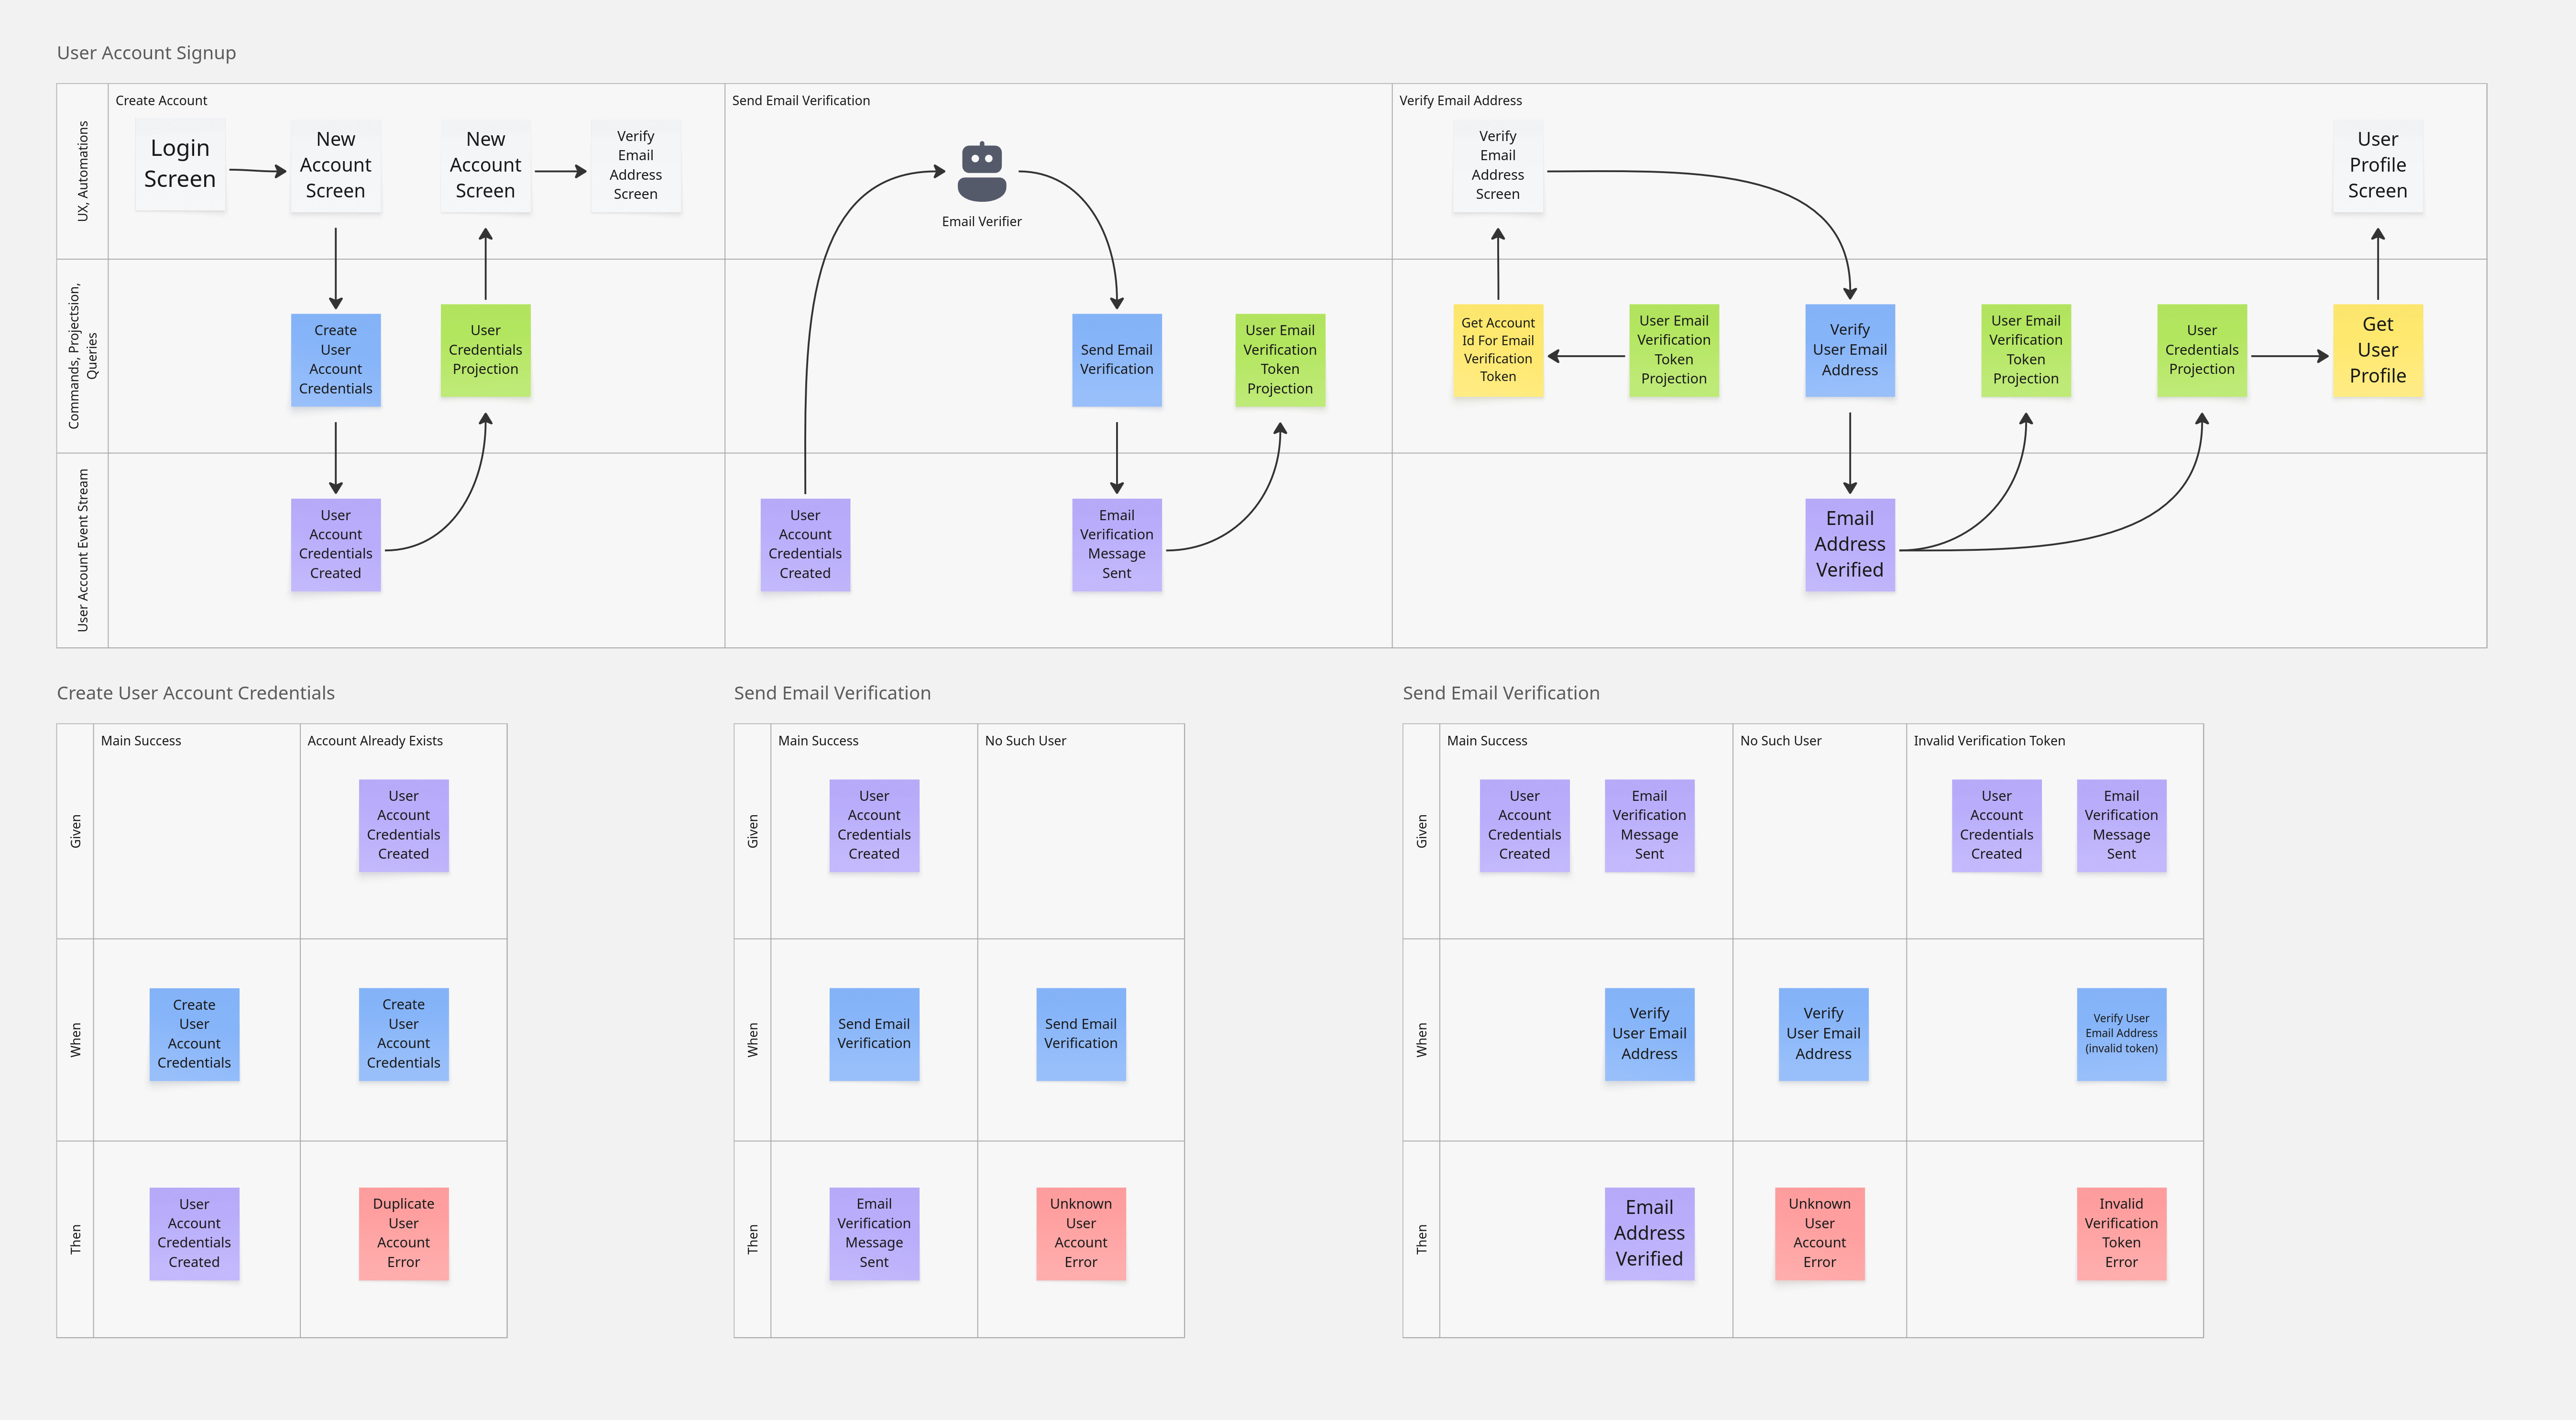 User Account Signup
UX, Automations
Create Account
Login
Screen
New
Account
Screen
New
Account
Screen
Verify
Email
Address
Screen
Send Email Verification
Email Verifier
Verify Email Address
Verify
Email
Address
Screen
User
Profile
Screen
Commands, Projectsion,
Queries
Create
User
Account
Credentials
User
Credentials
Projection
Send Email
Verification
User Email
Verification
Token
Projection
Get Account
Id For Email
Verification
Token
User Email
Verification
Token
Projection
Verify
User Email
Address
User Email
Verification
Token
Projection
User
Credentials
Projection
Get
User
Profile
User Account Event Stream
User
Account
Credentials
Created
User
Account
Credentials
Created
Email
Verification
Message
Sent
Email
Address
Verified
Create User Account Credentials
Main Success
Account Already Exists
Given
User
Account
Credentials
Created
When
Create
User
Account
Credentials
Create
User
Account
Credentials
Then
User
Account
Credentials
Created
Duplicate
User
Account
Error
Send Email Verification
Main Success
No Such User
Given
User
Account
Credentials
Created
When
Send Email
Verification
Send Email
Verification
Then
Email
Verification
Message
Sent
Unknown
User
Account
Error
Send Email Verification
Main Success
No Such User
Invalid Verification Token
Given
User
Account
Credentials
Created
Email
Verification
Message
Sent
User
Account
Credentials
Created
Email
Verification
Message
Sent
When
Verify
User Email
Address
Verify
User Email
Address
Verify User
Email Address
(invalid token)
Then
Email
Address
Verified
Unknown
User
Account
Error
Invalid
Verification
Token
Error